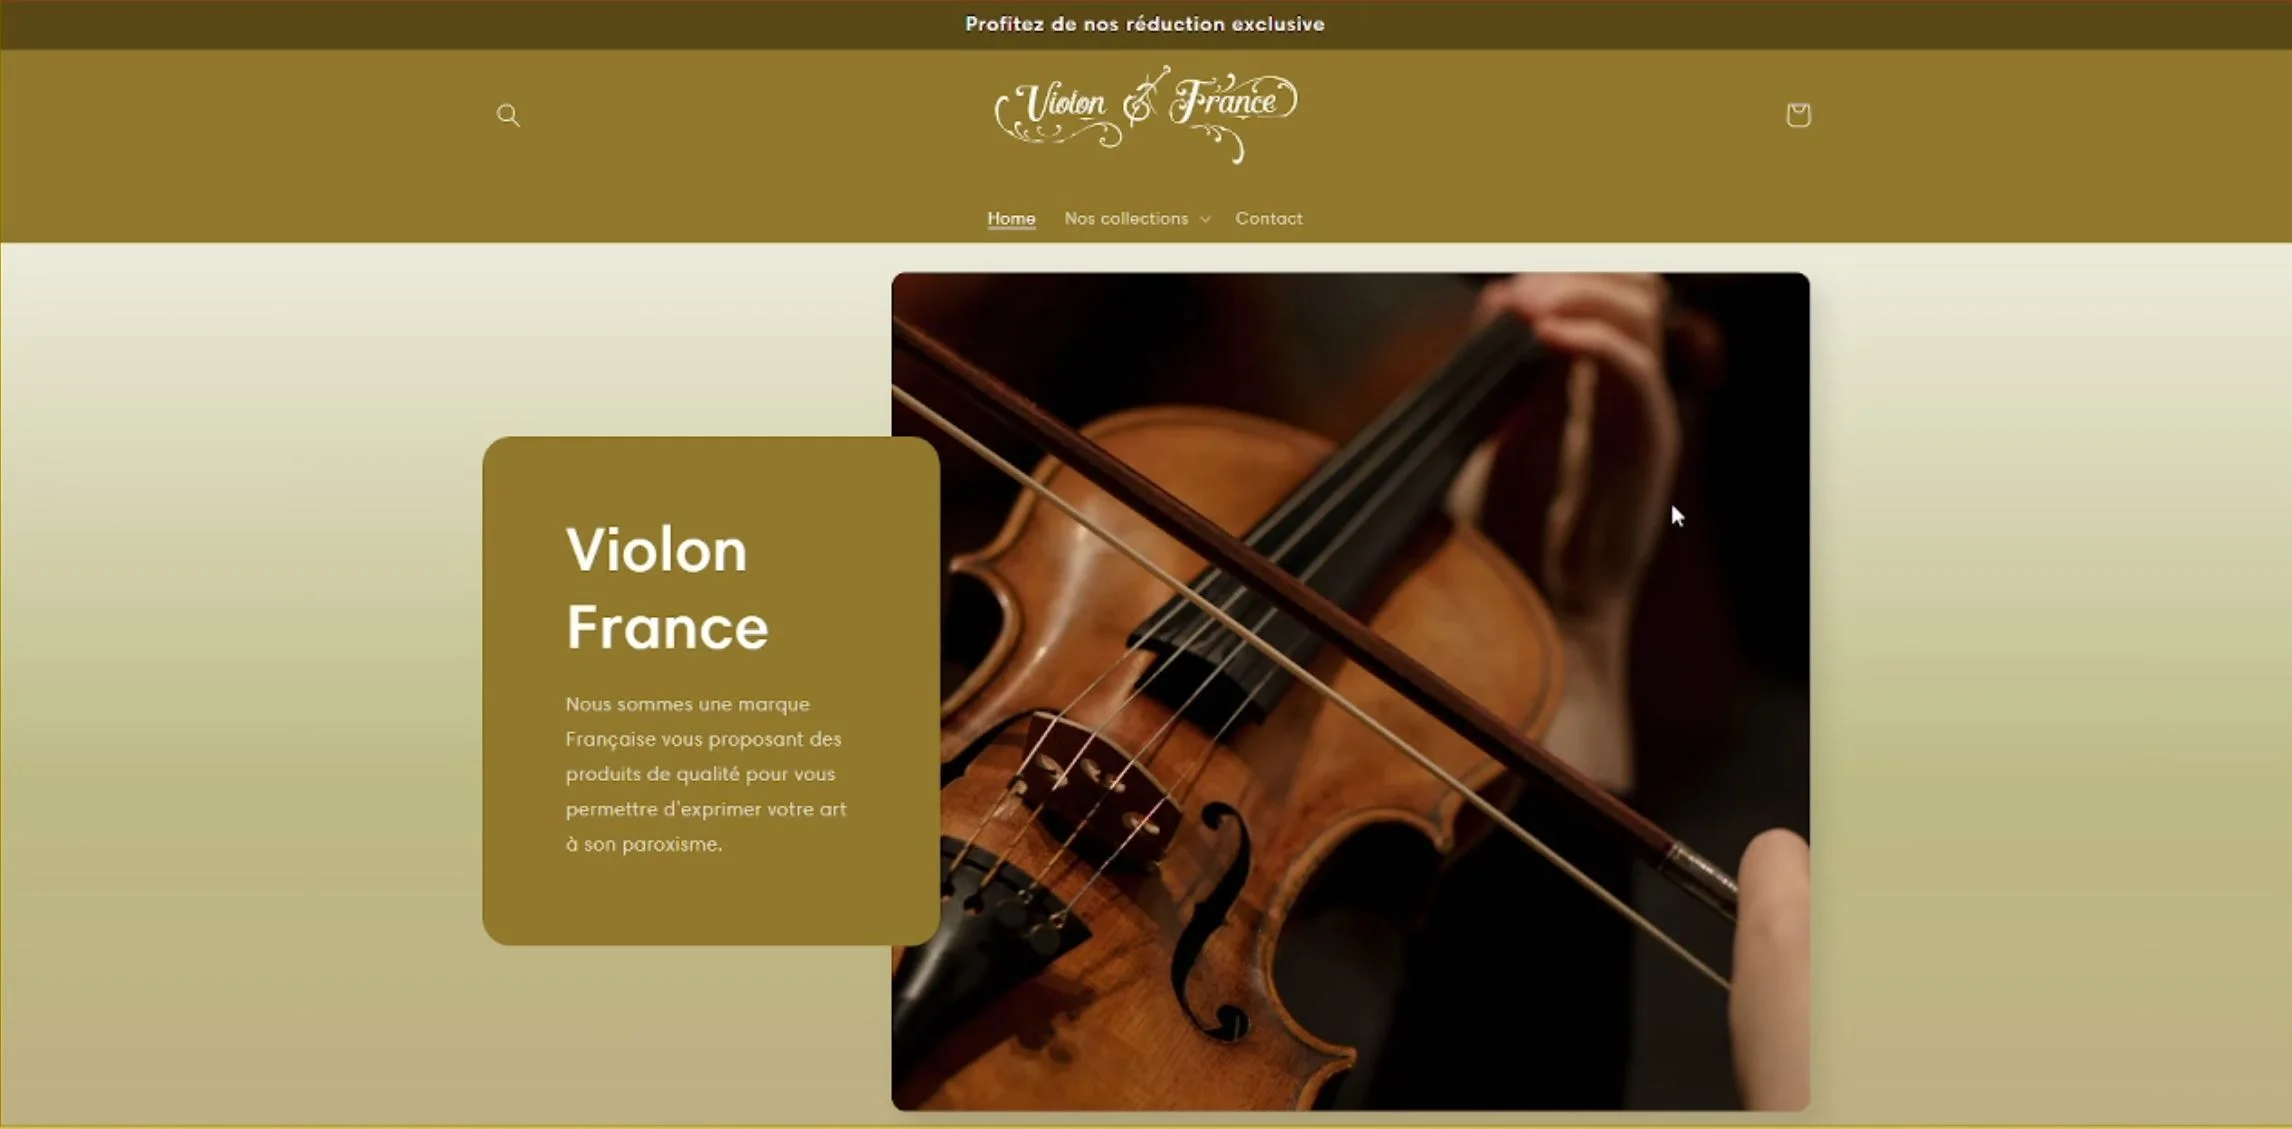 Profitez de nos réduction exclusive
Violon France
Home Nos collections Contact
Violon
France
Nous sommes une marque
Française vous proposant des
produits de qualité pour vous
permettre d'exprimer votre art
à son paroxisme.